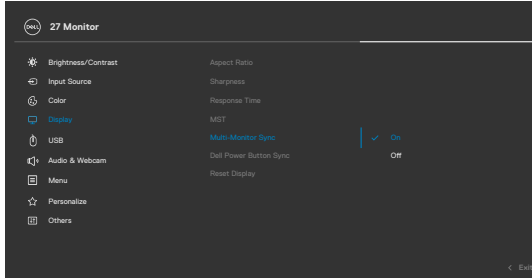 DELL 27 Monitor
Brightness/Contrast
Input Source
Color
Display
USB
Audio & Webcam
Menu
Personalize
Others
Aspect Ratio
Sharpness
Response Time
MST
Multi-Monitor Sync
Dell Power Button Sync
Reset Display
On
Off
Exit